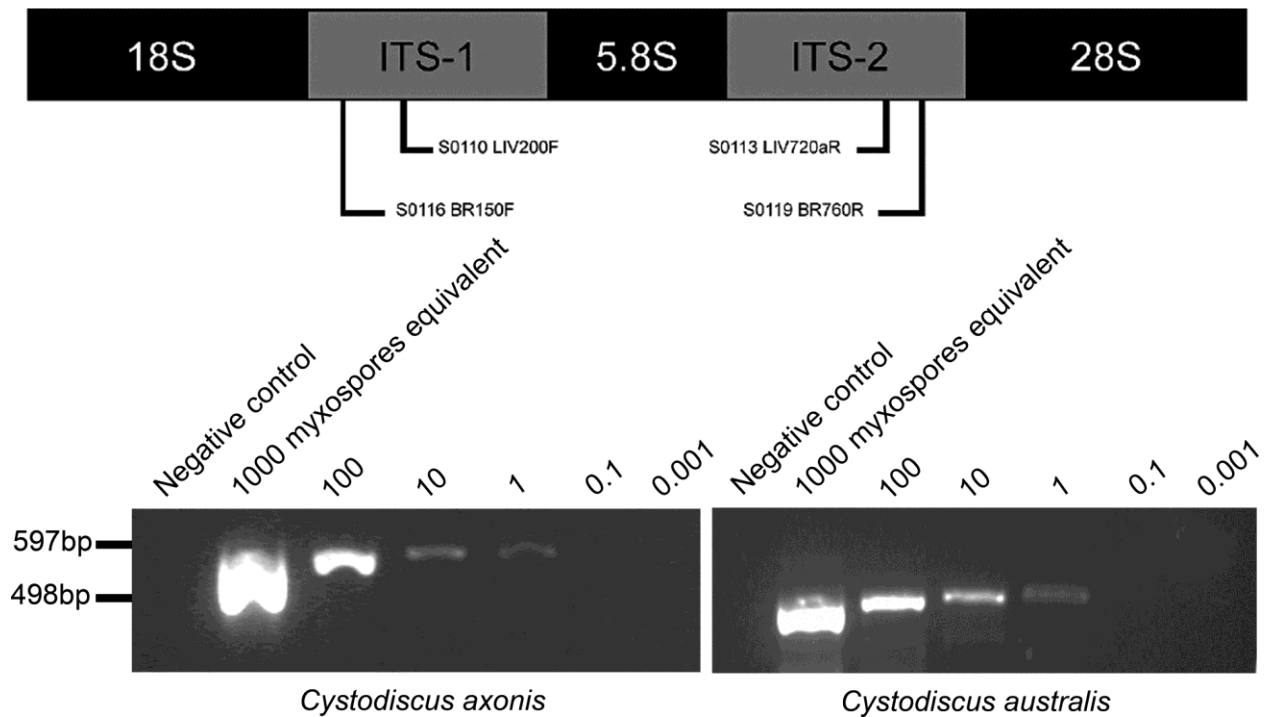 18S ITS-1 5.8S ITS-2 28S
S0110 LIV200F S0113 LIV720aR
S0116 BR150F S0119 BR760R
Negative control
1000 myxospores equivalent
100
10
1
0.1
0.001
Negative control
1000 myxospores equivalent
100
10
1
0.1
0.001
597bp
498bp
Cystodiscus axonis
Cystodiscus australis